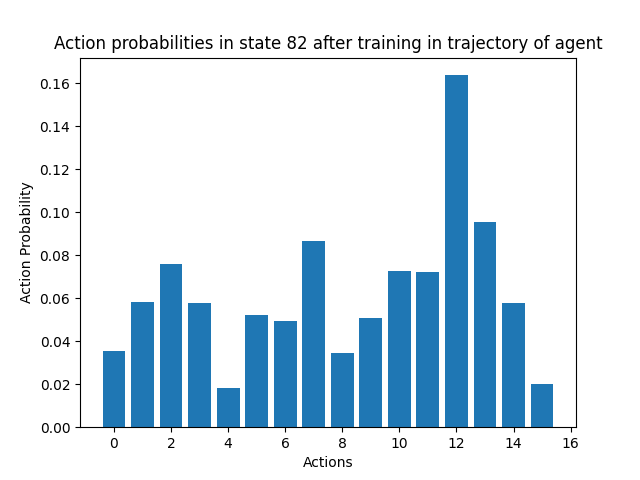 Action probabilities in state 82 after training in trajectory of agent
0.16
0.14
0.12
0.10
0.08
0.06
0.04
0.02
0.00
Action Probability
0 2 4 6 8 10 12 14 16
Actions